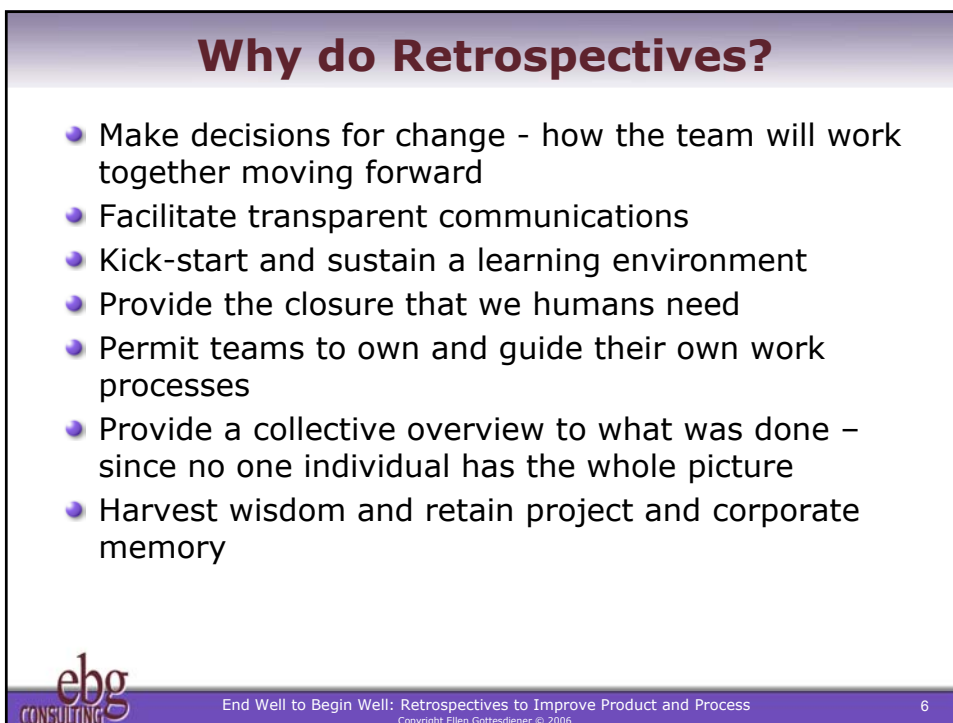 Why do Retrospectives?
Make decisions for change - how the team will work
together moving forward
Facilitate transparent communications
Kick-start and sustain a learning environment
Provide the closure that we humans need
Permit teams to own and guide their own work
processes
Provide a collective overview to what was done –
since no one individual has the whole picture
Harvest wisdom and retain project and corporate
memory
ebg
CONSULTING
End Well to Begin Well: Retrospectives to Improve Product and Process
6
Copyright Ellen Gottesdiener © 2006